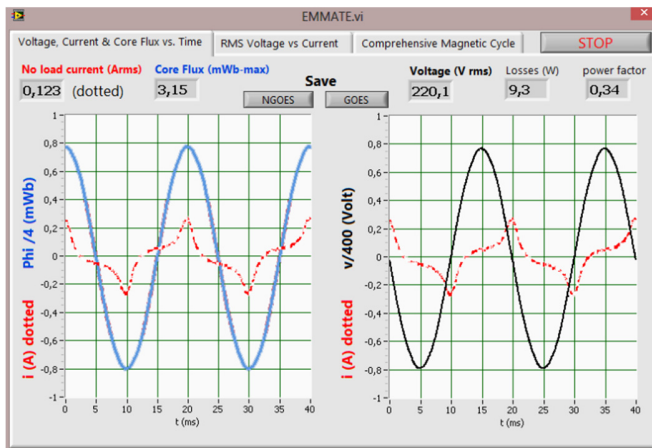 EMMATE.vi
Voltage, Current & Core Flux vs. Time
RMS Voltage vs Current
Comprehensive Magnetic Cycle
STOP
No load current (Arms)
Core Flux (mWb-max)
Save
Voltage (V rms)
Losses (W)
power factor
0,123
(dotted)
3,15
NGOES
GOES
220,1
9,3
0,34
1
0,8
0,6
0,4
0,2
0
-0,2
-0,4
-0,6
-0,8
-1
i (A) dotted
Phi /4 (mWb)
0 5 10 15 20 25 30 35 40
t (ms)
1
0,8
0,6
0,4
0,2
0
-0,2
-0,4
-0,6
-0,8
-1
i (A) dotted
v/400 (Volt)
0 5 10 15 20 25 30 35 40
t (ms)